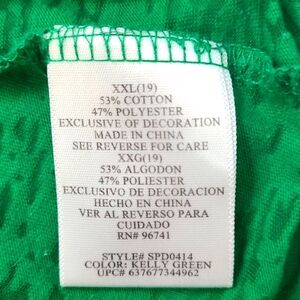 XXL(19)
53% COTTON
47% POLYESTER
EXCLUSIVE OF DECORATION
MADE IN CHINA
SEE REVERSE FOR CARE
XXG(19)
53% ALGODON
47% POLIESTER
EXCLUSIVO DE DECORACION
HECHO EN CHINA
VER AL REVERSO PARA
CUIDADO
RN# 96741
STYLE# SPD0414
COLOR: KELLY GREEN
UPC# 637677344962